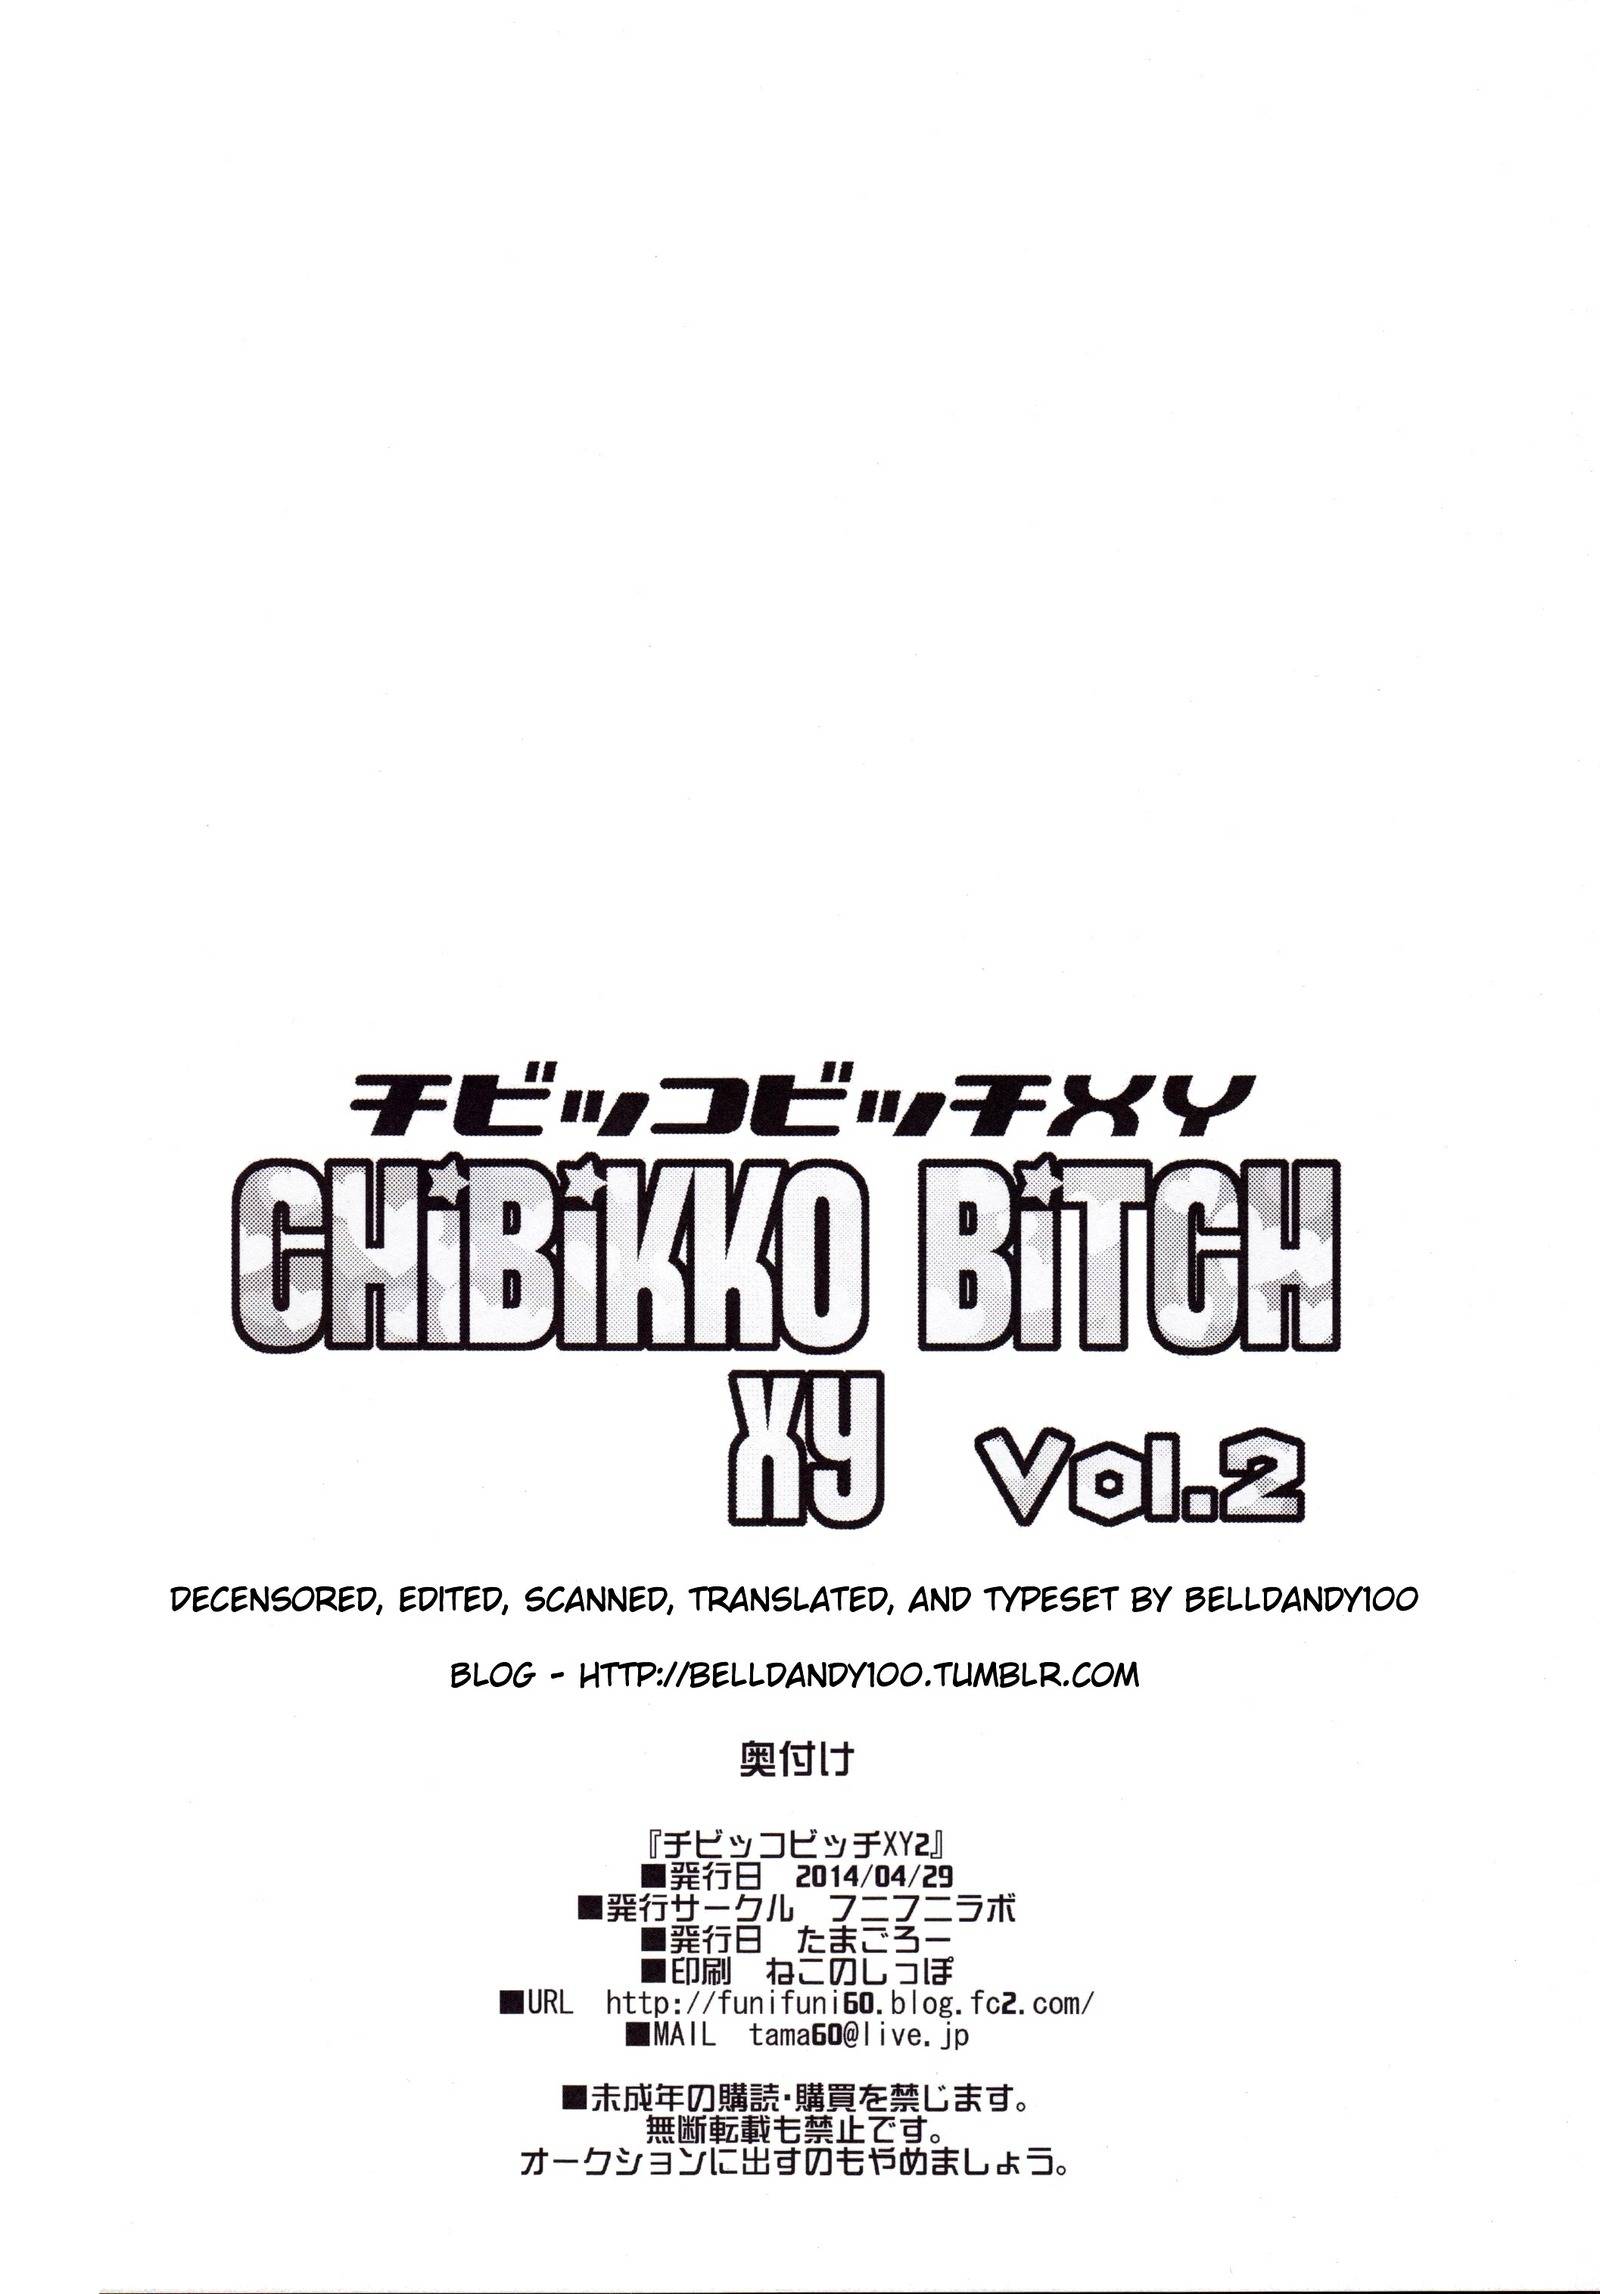 チビッコビッチXY
CHiBiKKO BiTCH
XY Vol.2
DECENSORED, EDITED, SCANNED, TRANSLATED, AND TYPESET BY BELLDANDY100
BLOG - HTTP://BELLDANDY100.TUMBLR.COM
奥付け
『チビッコビッチXY2』
■発行日 2014/04/29
■発行サークル フニフニラボ
■発行日 たまごろー
■印刷 ねこのしっぽ
■URL http://funifuni60.blog.fc2.com/
■MAIL tama60@live.jp
■未成年の購読・購買を禁じます。
無断転載も禁止です。
オークションに出すのもやめましょう。